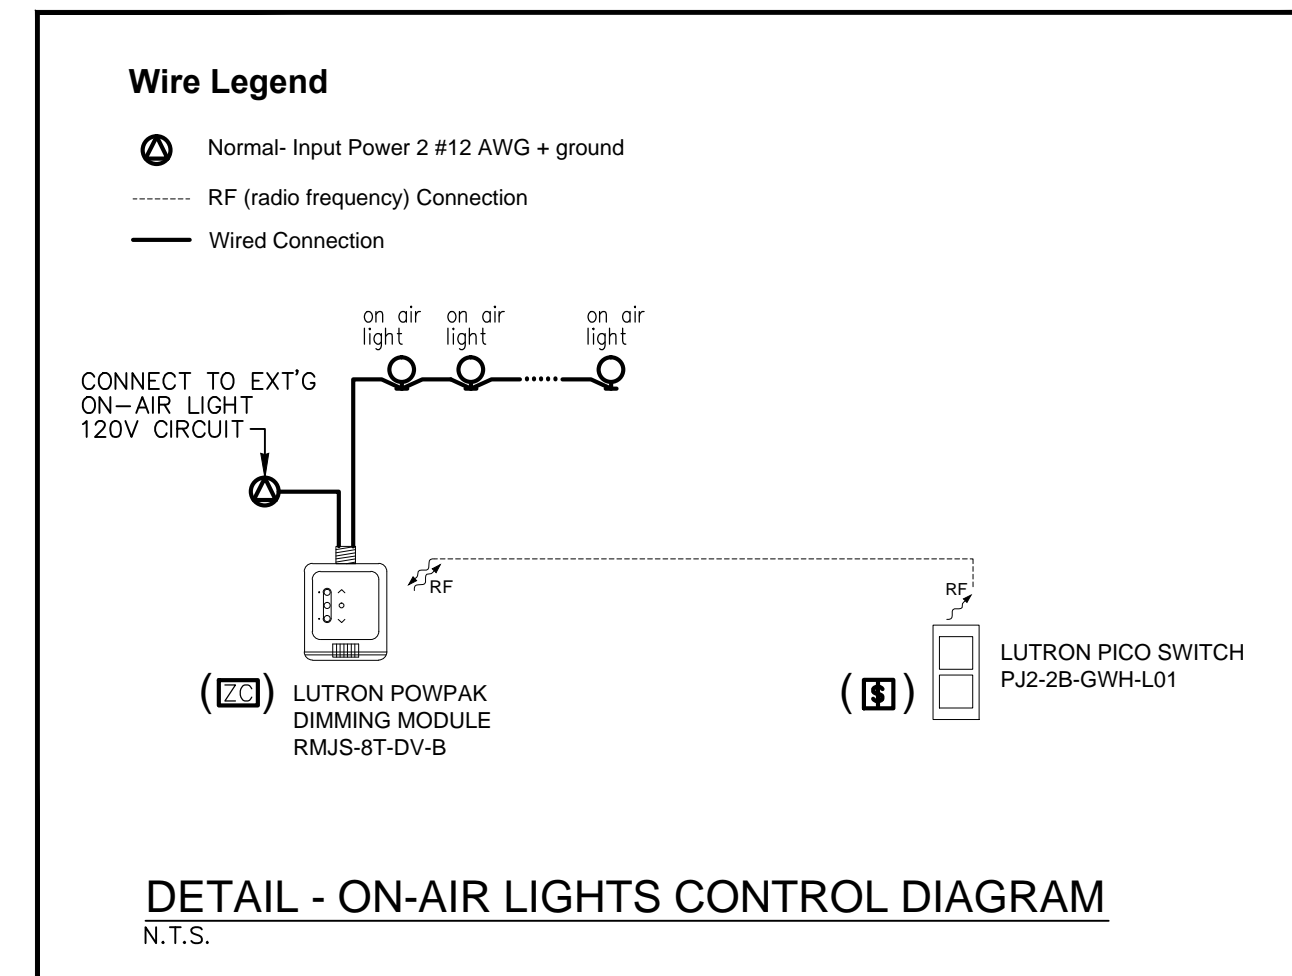 Wire Legend
Normal- Input Power 2 #12 AWG + ground
RF (radio frequency) Connection
Wired Connection
on air
light
on air
light
on air
light
CONNECT TO EXT'G
ON-AIR LIGHT
120V CIRCUIT
RF
RF
(ZC)
LUTRON POWPAK
DIMMING MODULE
RMJS-8T-DV-B
($)
LUTRON PICO SWITCH
PJ2-2B-GWH-L01
DETAIL - ON-AIR LIGHTS CONTROL DIAGRAM
N.T.S.